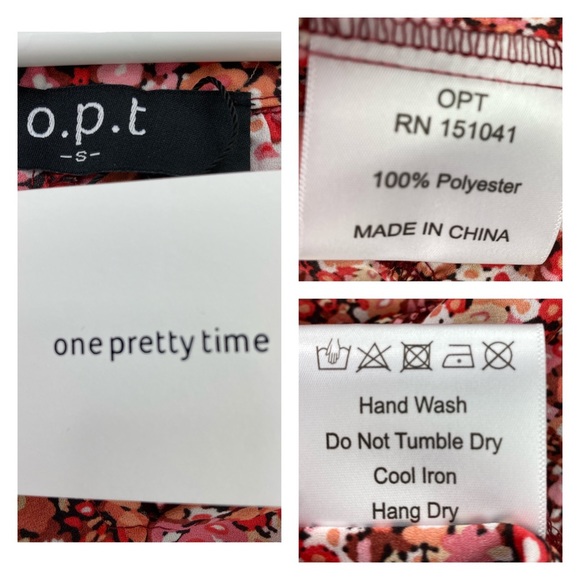 o.p.t
-s-
one pretty time
OPT
RN 151041
100% Polyester
MADE IN CHINA
Hand Wash
Do Not Tumble Dry
Cool Iron
Hang Dry